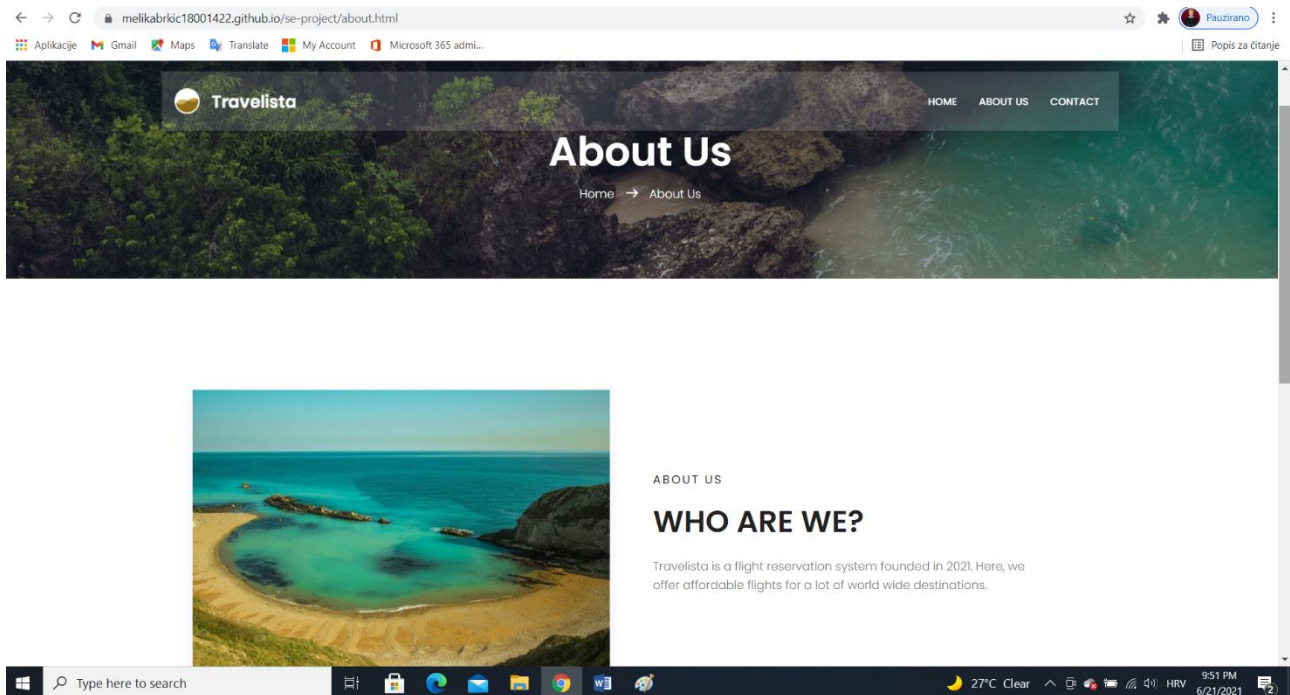 melikabrkic18001422.github.io/se-project/about.html
Pauzirano
Aplikacije Gmail Maps Translate My Account Microsoft 365 admi...
Popis za čitanje
Travelista
HOME ABOUT US CONTACT
About Us
Home → About Us
ABOUT US
WHO ARE WE?
Travelista is a flight reservation system founded in 2021. Here, we
offer affordable flights for a lot of world wide destinations.
Type here to search
27°C Clear
HRV
9:51 PM
6/21/2021
2